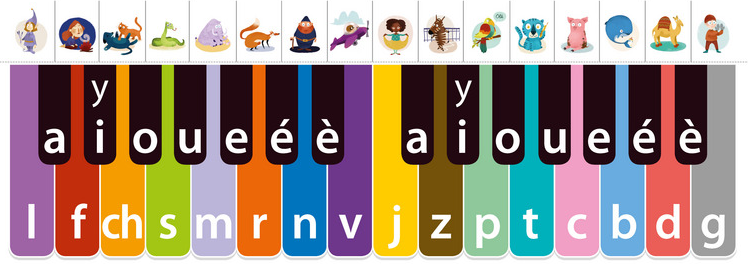 y y
a i o u e é è a i o u e é è
l f ch s m r n v j z p t c b d g